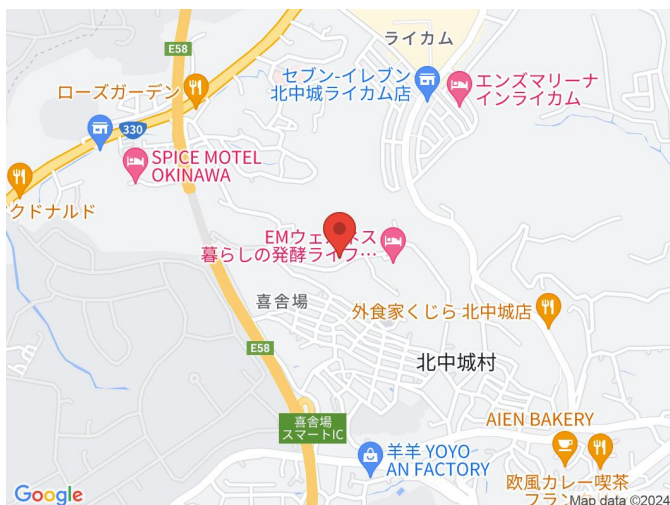 ライカム
E58
セブン-イレブン
北中城ライカム店
エンズマリーナ
インライカム
ローズガーデン
330
SPICE MOTEL
OKINAWA
クドナルド
EMウェ
ス
暮らしの発酵ライフ…
喜舎場
外食家くじら 北中城店
E58
北中城村
喜舎場
スマートIC
AIEN BAKERY
羊羊 YOYO
AN FACTORY
欧風カレー喫茶
フラン
Google
Map data ©2024